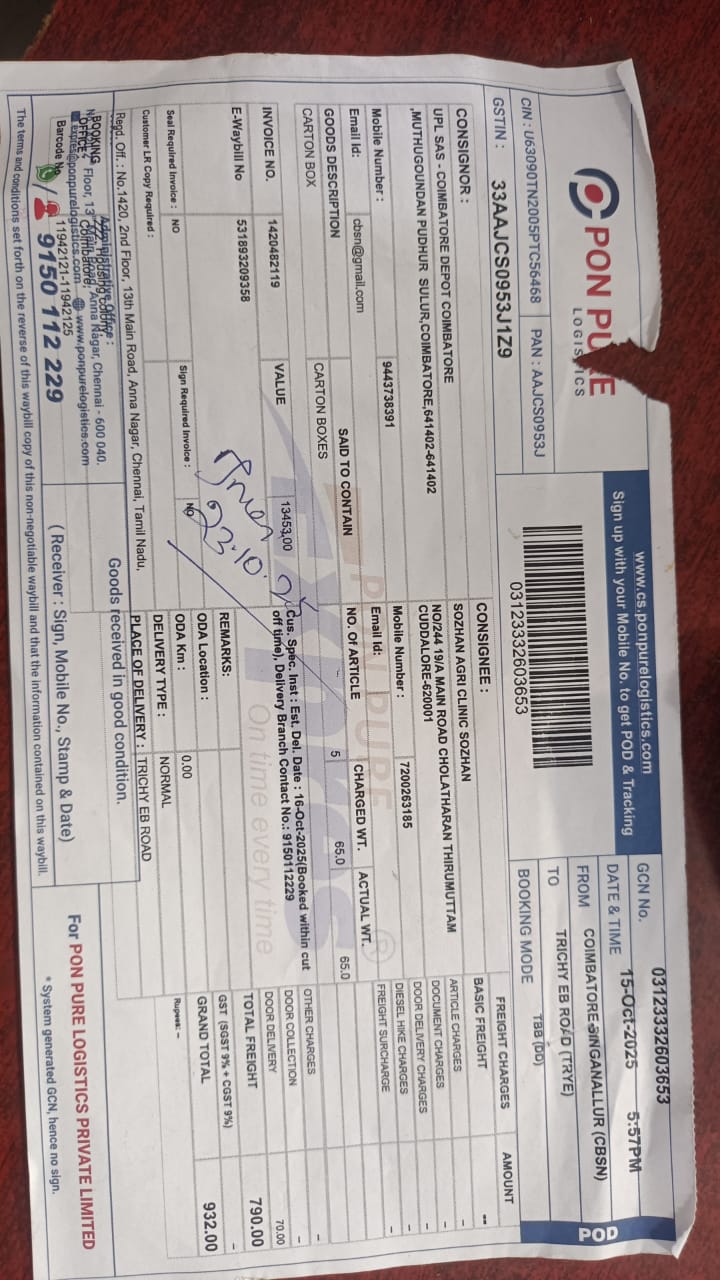 PON PURE
LOGISTICS
www.cs.ponpurelogistics.com
Sign up with your Mobile No. to get POD & Tracking
CIN : U63090TN2005PTC56468
PAN : AAJCS0953J
GSTIN : 33AAJCS0953J1Z9
03123332603653
GCN No. 03123332603653
DATE & TIME 15-Oct-2025 5:57PM
FROM COIMBATORE SINGANALLUR (CBSN)
TO TRICHY EB ROAD (TRYE)
BOOKING MODE TBB (DD)
POD
CONSIGNOR :
UPL SAS - COIMBATORE DEPOT COIMBATORE
,MUTHUGOUNDAN PUDHUR SULUR,COIMBATORE,641402-641402
Mobile Number : 9443738391
Email Id: cbsn@gmail.com
CONSIGNEE :
SOZHAN AGRI CLINIC SOZHAN
NO/244 19/A MAIN ROAD CHOLATHARAN THIRUMUTTAM
CUDDALORE-620001
Mobile Number : 7200263185
Email Id:
FREIGHT CHARGES AMOUNT
BASIC FREIGHT --
ARTICLE CHARGES -
DOCUMENT CHARGES -
DOOR DELIVERY CHARGES -
DIESEL HIKE CHARGES -
FREIGHT SURCHARGE -
OTHER CHARGES -
DOOR COLLECTION -
DOOR DELIVERY 70.00
TOTAL FREIGHT 790.00
GST (SGST 9% + CGST 9%) -
GRAND TOTAL 932.00
Rupees: --
GOODS DESCRIPTION SAID TO CONTAIN NO. Of ARTICLE CHARGED WT. ACTUAL WT.
CARTON BOX CARTON BOXES 5 65.0 65.0
INVOICE NO. 1420482119 VALUE 13453.00
E-Waybill No 531893209358
Cus. Spec. Inst : Est. Del. Date : 16-Oct-2025(Booked within cut
off time), Delivery Branch Contact No.: 9150112229
PON PURE
Express
®
On time every time
23.10.25
REMARKS:
ODA Location :
ODA Km : 0.00
Seal Required Invoice : NO Sign Required Invoice : NO
DELIVERY TYPE : NORMAL
Customer LR Copy Required :
PLACE OF DELIVERY : TRICHY EB ROAD
Regd. Off. : No.1420, 2nd Floor, 13th Main Road, Anna Nagar, Chennai, Tamil Nadu,
Administrative Office :
BOOKING
OFFICE :
Anna Nagar, Chennai - 600 040.
www.ponpurelogistics.com
Barcode No. 11942121-11942125
9150 112 229
Goods received in good condition.
( Receiver : Sign, Mobile No., Stamp & Date)
For PON PURE LOGISTICS PRIVATE LIMITED
* System generated GCN, hence no sign.
The terms and conditions set forth on the reverse of this waybill copy of this non-negotiable waybill and that the information contained on this waybill.